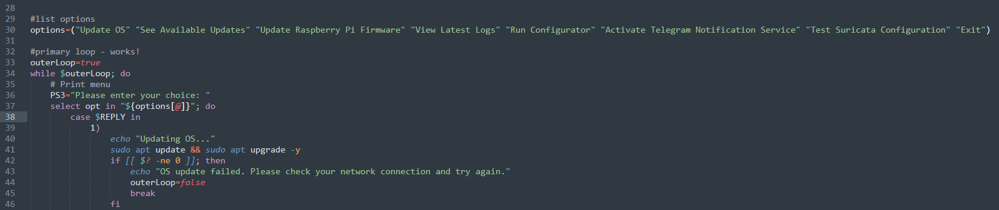 28
29 #list options
30 options=("Update OS" "See Available Updates" "Update Raspberry Pi Firmware" "View Latest Logs" "Run Configurator" "Activate Telegram Notification Service" "Test Suricata Configuration" "Exit")
31
32 #primary loop - works!
33 outerLoop=true
34 while $outerLoop; do
35 # Print menu
36 PS3="Please enter your choice: "
37 select opt in "${options[@]}"; do
38 case $REPLY in
39 1)
40 echo "Updating OS..."
41 sudo apt update && sudo apt upgrade -y
42 if [[ $? -ne 0 ]]; then
43 echo "OS update failed. Please check your network connection and try again."
44 outerLoop=false
45 break
46 fi